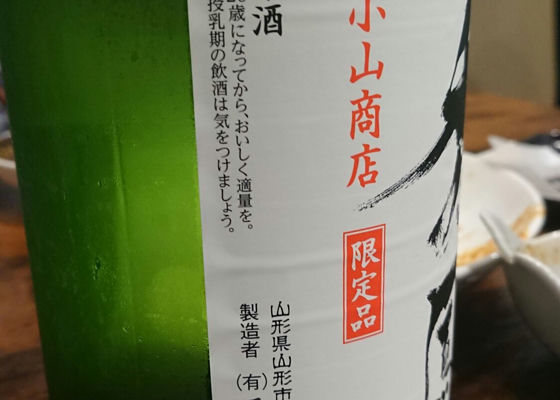 小山商店
限定品
酒
歳になってから、おいしく適量を。
授乳期の飲酒は気をつけましょう。
山形県山形市
製造者 (有)